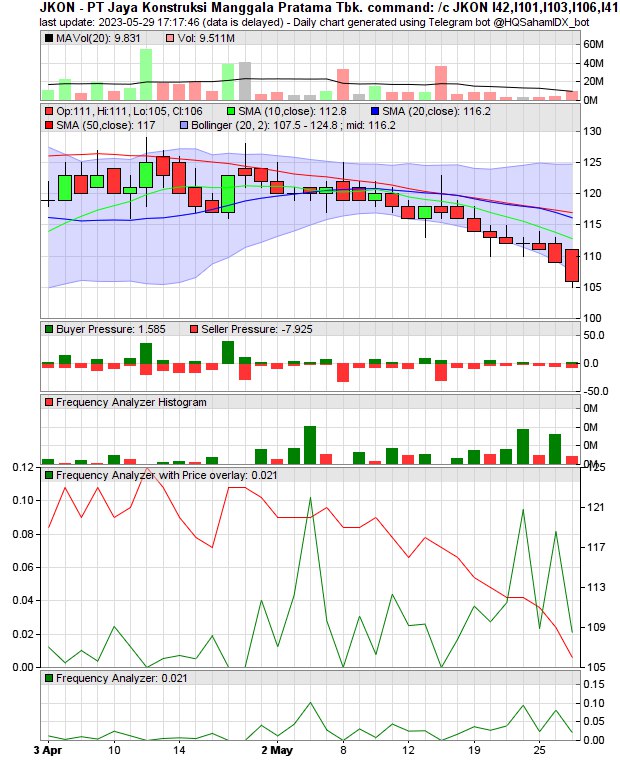 JKON - PT Jaya Konstruksi Manggala Pratama Tbk. command: /c JKON I42,I101,I103,I106,I41
last update: 2023-05-29 17:17:46 (data is delayed) - Daily chart generated using Telegram bot @HQSahamIDX_bot
MAVol(20): 9.831 Vol: 9.511M
60M
40M
20M
0M
Op:111, Hi:111, Lo:105, Cl:106 SMA (10,close): 112.8 SMA (20,close): 116.2
SMA (50,close): 117 Bollinger (20, 2): 107.5 - 124.8 ; mid: 116.2
130
125
120
115
110
105
100
Buyer Pressure: 1.585 Seller Pressure: -7.925
50.0
0.0
-50.0
Frequency Analyzer Histogram
0M
0M
0M
0M
Frequency Analyzer with Price overlay: 0.021
0.12
0.10
0.08
0.06
0.04
0.02
0.00
125
121
117
113
109
105
Frequency Analyzer: 0.021
0.15
0.10
0.05
0.00
3 Apr 10 14 2 May 8 12 19 25